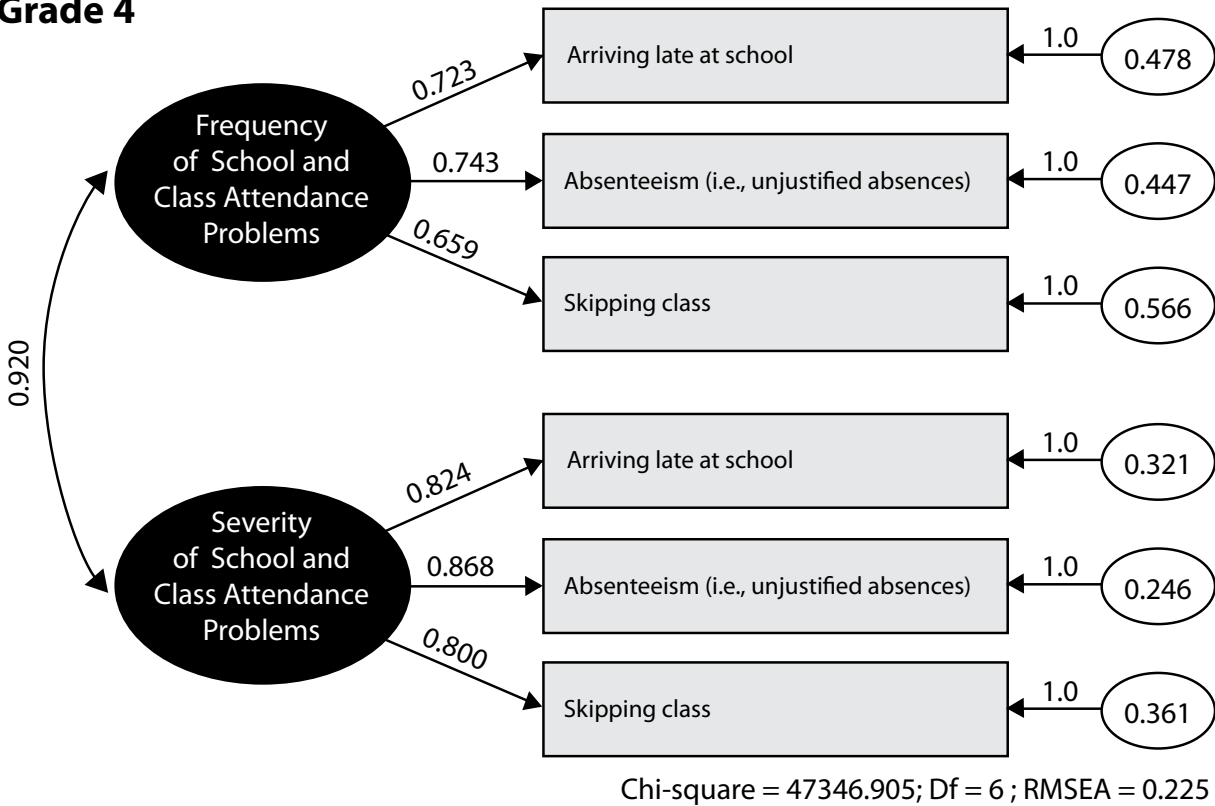 Grade 4
Frequency
of School and
Class Attendance
Problems
0.723
Arriving late at school
1.0
0.478
0.743
Absenteeism (i.e., unjustified absences)
1.0
0.447
0.659
Skipping class
1.0
0.566
0.920
Severity
of School and
Class Attendance
Problems
0.824
Arriving late at school
1.0
0.321
0.868
Absenteeism (i.e., unjustified absences)
1.0
0.246
0.800
Skipping class
1.0
0.361
Chi-square = 47346.905; Df = 6 ; RMSEA = 0.225